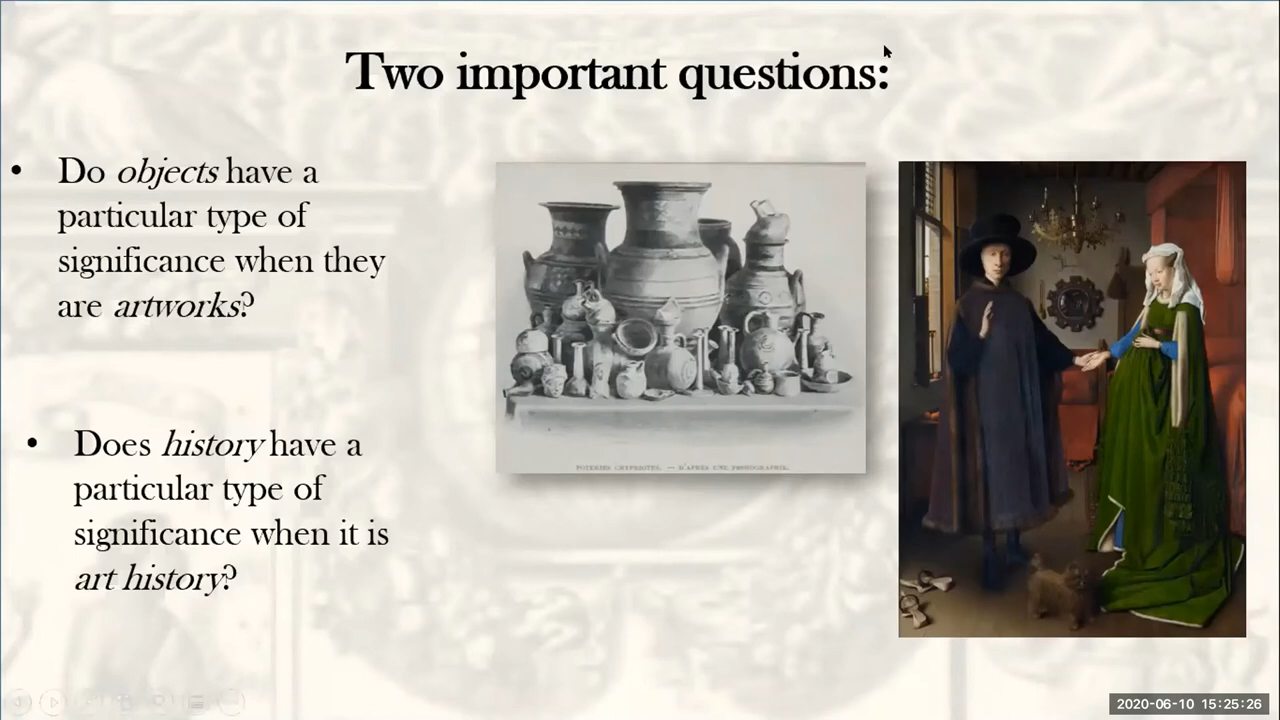 Two important questions:
• Do objects have a
particular type of
significance when they
are artworks?
• Does history have a
particular type of
significance when it is
art history?
POTERIES CHYPRIOTES. — D'APRÈS UNE PHOTOGRAPHIE.
2020-06-10 15:25:26